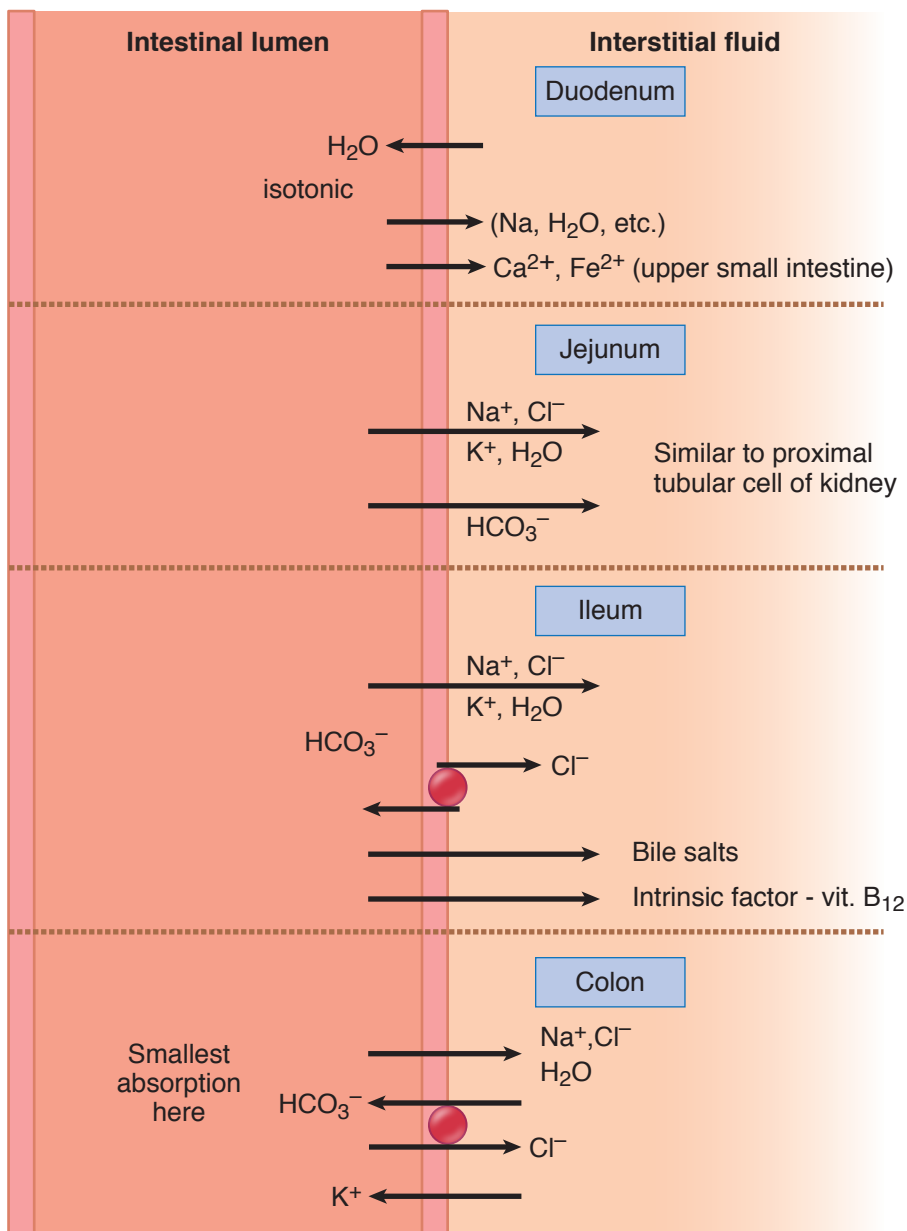 Intestinal lumen
Interstitial fluid
Duodenum
H₂O
isotonic
(Na, H₂O, etc.)
Ca²⁺, Fe²⁺ (upper small intestine)
Jejunum
Na⁺, Cl⁻
K⁺, H₂O
Similar to proximal
tubular cell of kidney
HCO₃⁻
Ileum
Na⁺, Cl⁻
K⁺, H₂O
HCO₃⁻
Cl⁻
Bile salts
Intrinsic factor - vit. B₁₂
Colon
Na⁺,Cl⁻
H₂O
Smallest
absorption
here
HCO₃⁻
Cl⁻
K⁺